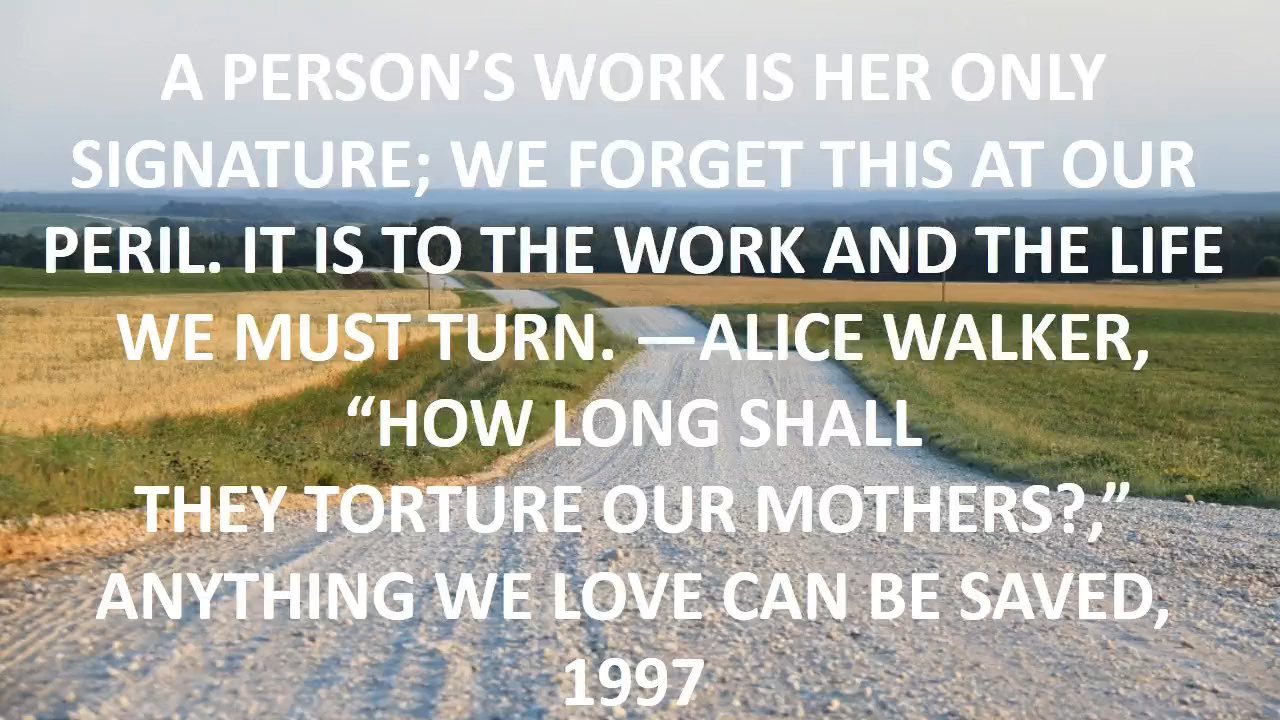 A PERSON’S WORK IS HER ONLY
SIGNATURE; WE FORGET THIS AT OUR
PERIL. IT IS TO THE WORK AND THE LIFE
WE MUST TURN. —ALICE WALKER,
“HOW LONG SHALL
THEY TORTURE OUR MOTHERS?,”
ANYTHING WE LOVE CAN BE SAVED,
1997